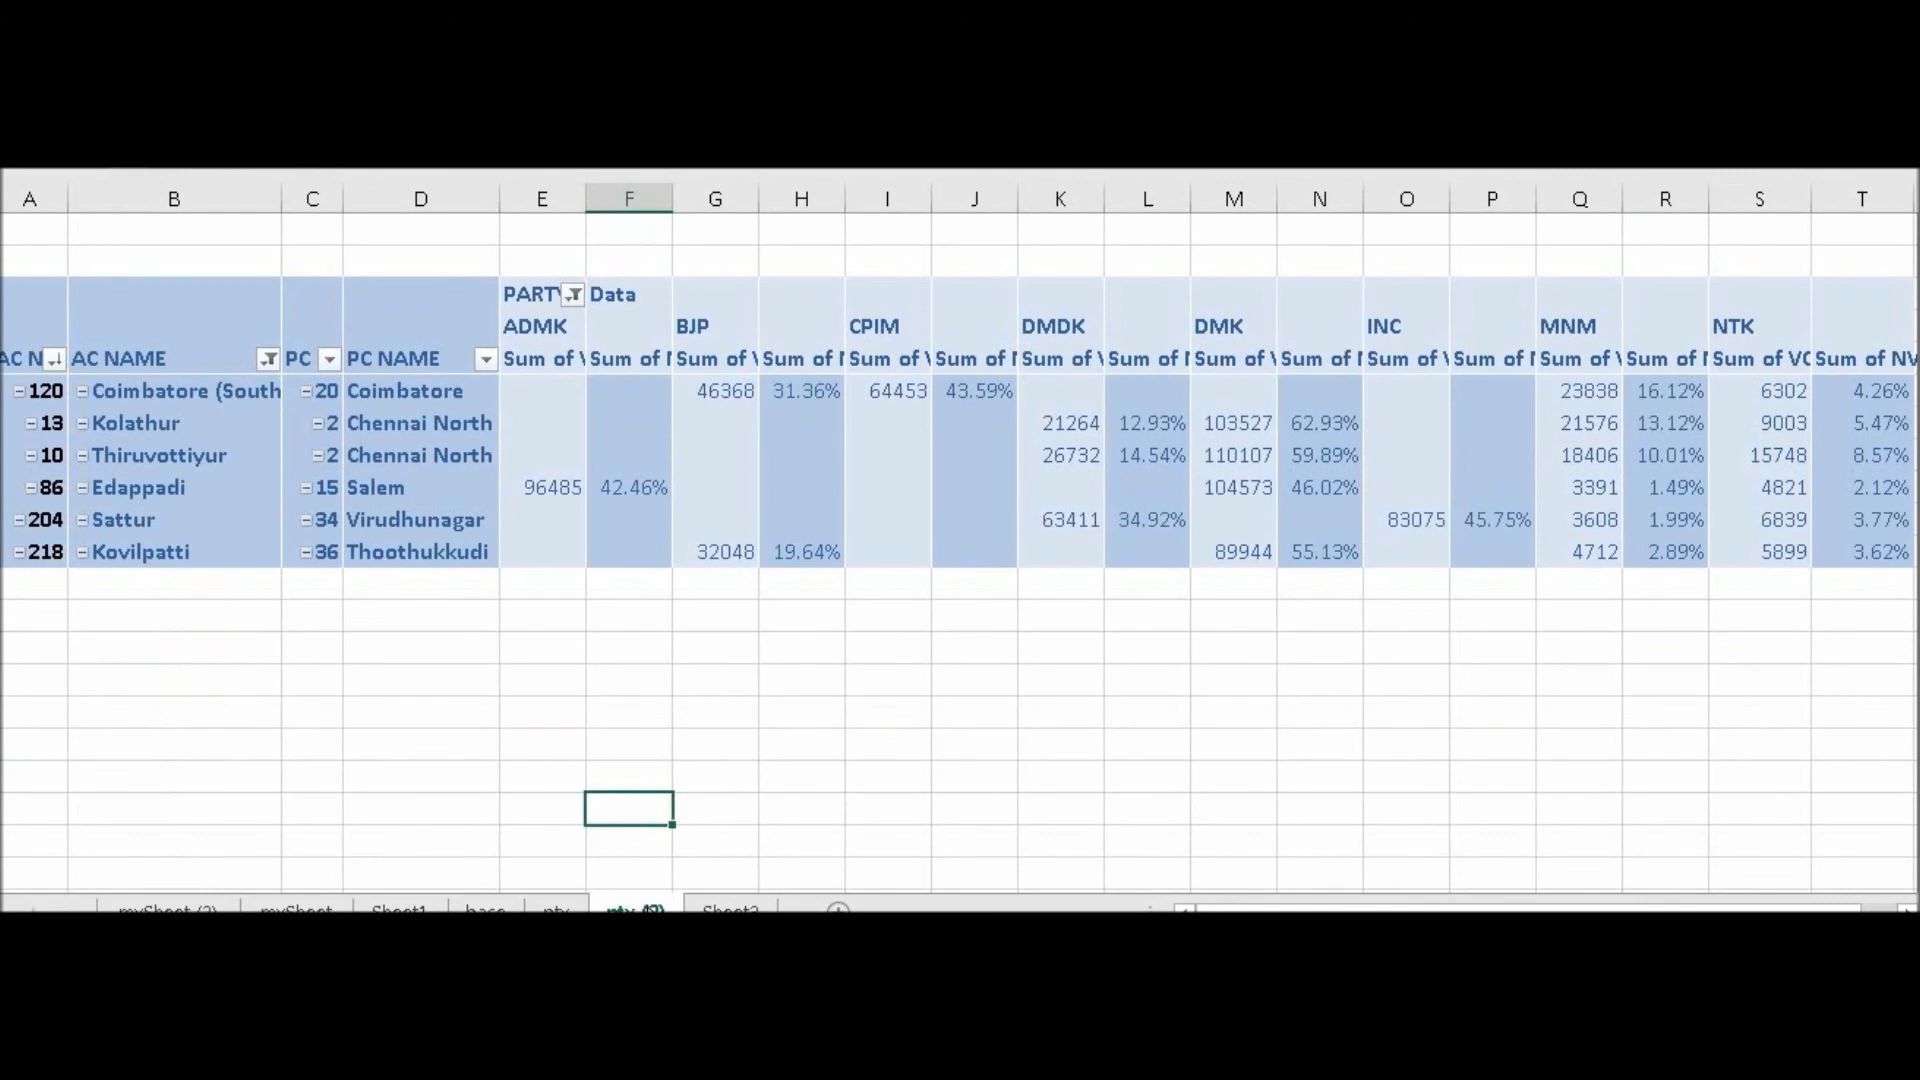 A B C D E F G H I J K L M N O P Q R S T
PARTY Data
ADMK BJP CPIM DMDK DMK INC MNM NTK
AC N AC NAME PC PC NAME Sum of V Sum of N Sum of V Sum of N Sum of V Sum of N Sum of V Sum of N Sum of V Sum of N Sum of V Sum of N Sum of V Sum of N Sum of VO Sum of NV
120 Coimbatore (South 20 Coimbatore 46368 31.36% 64453 43.59% 23838 16.12% 6302 4.26%
13 Kolathur 2 Chennai North 21264 12.93% 103527 62.93% 21576 13.12% 9003 5.47%
10 Thiruvottiyur 2 Chennai North 26732 14.54% 110107 59.89% 18406 10.01% 15748 8.57%
86 Edappadi 15 Salem 96485 42.46% 104573 46.02% 3391 1.49% 4821 2.12%
204 Sattur 34 Virudhunagar 63411 34.92% 83075 45.75% 3608 1.99% 6839 3.77%
218 Kovilpatti 36 Thoothukkudi 32048 19.64% 89944 55.13% 4712 2.89% 5899 3.62%
mySheet (2) mySheet Sheet1 base